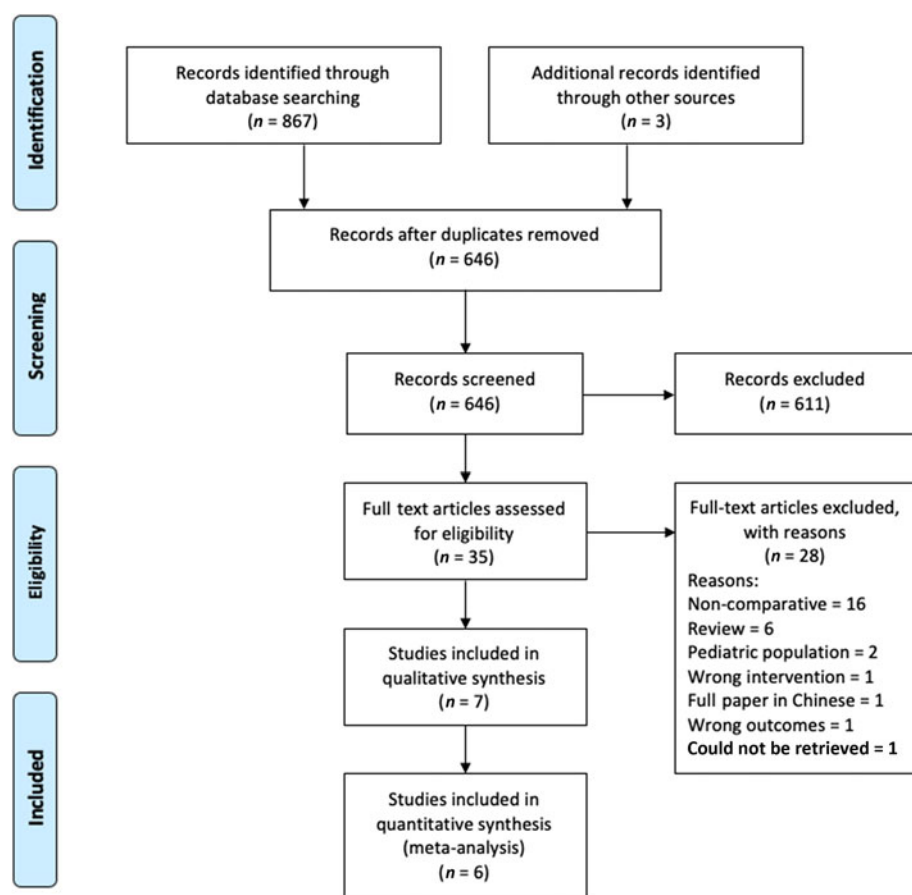 Identification
Records identified through
database searching
(n = 867)
Additional records identified
through other sources
(n = 3)
Records after duplicates removed
(n = 646)
Screening
Records screened
(n = 646)
Records excluded
(n = 611)
Eligibility
Full text articles assessed
for eligibility
(n = 35)
Full-text articles excluded,
with reasons
(n = 28)
Reasons:
Non-comparative = 16
Review = 6
Pediatric population = 2
Wrong intervention = 1
Full paper in Chinese = 1
Wrong outcomes = 1
Could not be retrieved = 1
Studies included in
qualitative synthesis
(n = 7)
Included
Studies included in
quantitative synthesis
(meta-analysis)
(n = 6)